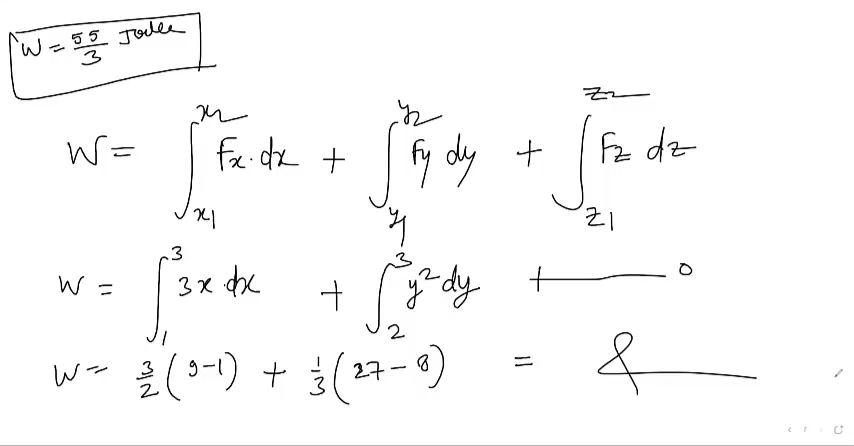 W = 55/3 Joule
W = ∫_{x1}^{x2} Fx · dx + ∫_{y1}^{y2} Fy dy + ∫_{z1}^{z2} Fz dz
W = ∫_1^3 3x dx + ∫_2^3 y² dy + 0
W = 3/2 (9-1) + 1/3 (27-8) =